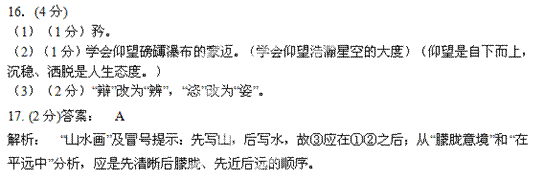 16.（4 分）
（1）（1 分）矜。
（2）（1 分）学会仰望磅礴瀑布的豪迈。（学会仰望浩瀚星空的大度）（仰望是自下而上，
沉稳、洒脱是人生态度。）
（3）（2 分）“辩”改为“辨”，“恣”改为“姿”。
17. (2 分)答案： A
解析： “山水画”及冒号提示：先写山，后写水，故③应在①②之后；从“朦胧意境”和“在
平远中”分析，应是先清晰后朦胧、先近后远的顺序。